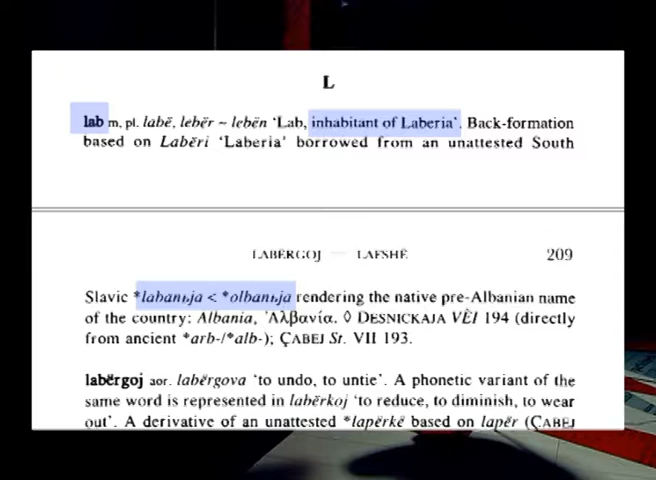 L
lab m, pl. labë, lebër ~ lebën 'Lab, inhabitant of Laberia'. Back-formation
based on Labëri 'Laberia' borrowed from an unattested South
LABËRGOJ — LAFSHË 209
Slavic *labanьja < *olbanьja rendering the native pre-Albanian name
of the country: Albania, 'Αλβανία. ◊ DESNICKAJA VÈI 194 (directly
from ancient *arb-/*alb-); ÇABEJ St. VII 193.
labërgoj aor. labërgova 'to undo, to untie'. A phonetic variant of the
same word is represented in labërkoj 'to reduce, to diminish, to wear
out'. A derivative of an unattested *lapërkë based on lapër (ÇABEJ